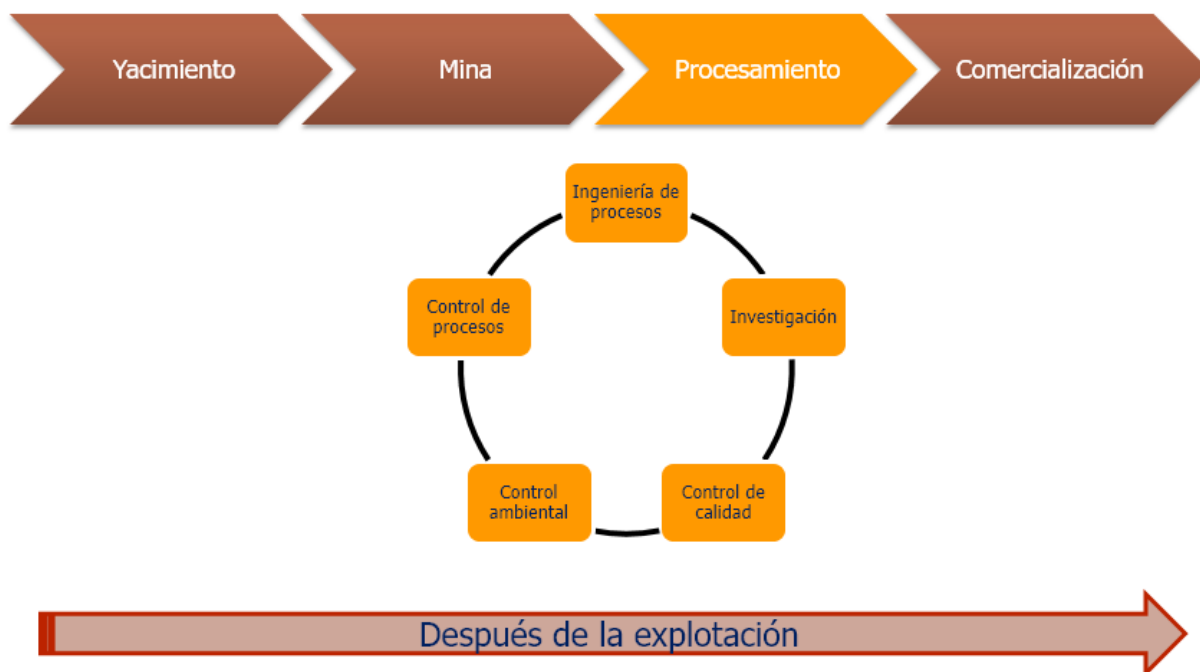 Yacimiento
Mina
Procesamiento
Comercialización
Ingeniería de
procesos
Control de
procesos
Investigación
Control
ambiental
Control de
calidad
Después de la explotación